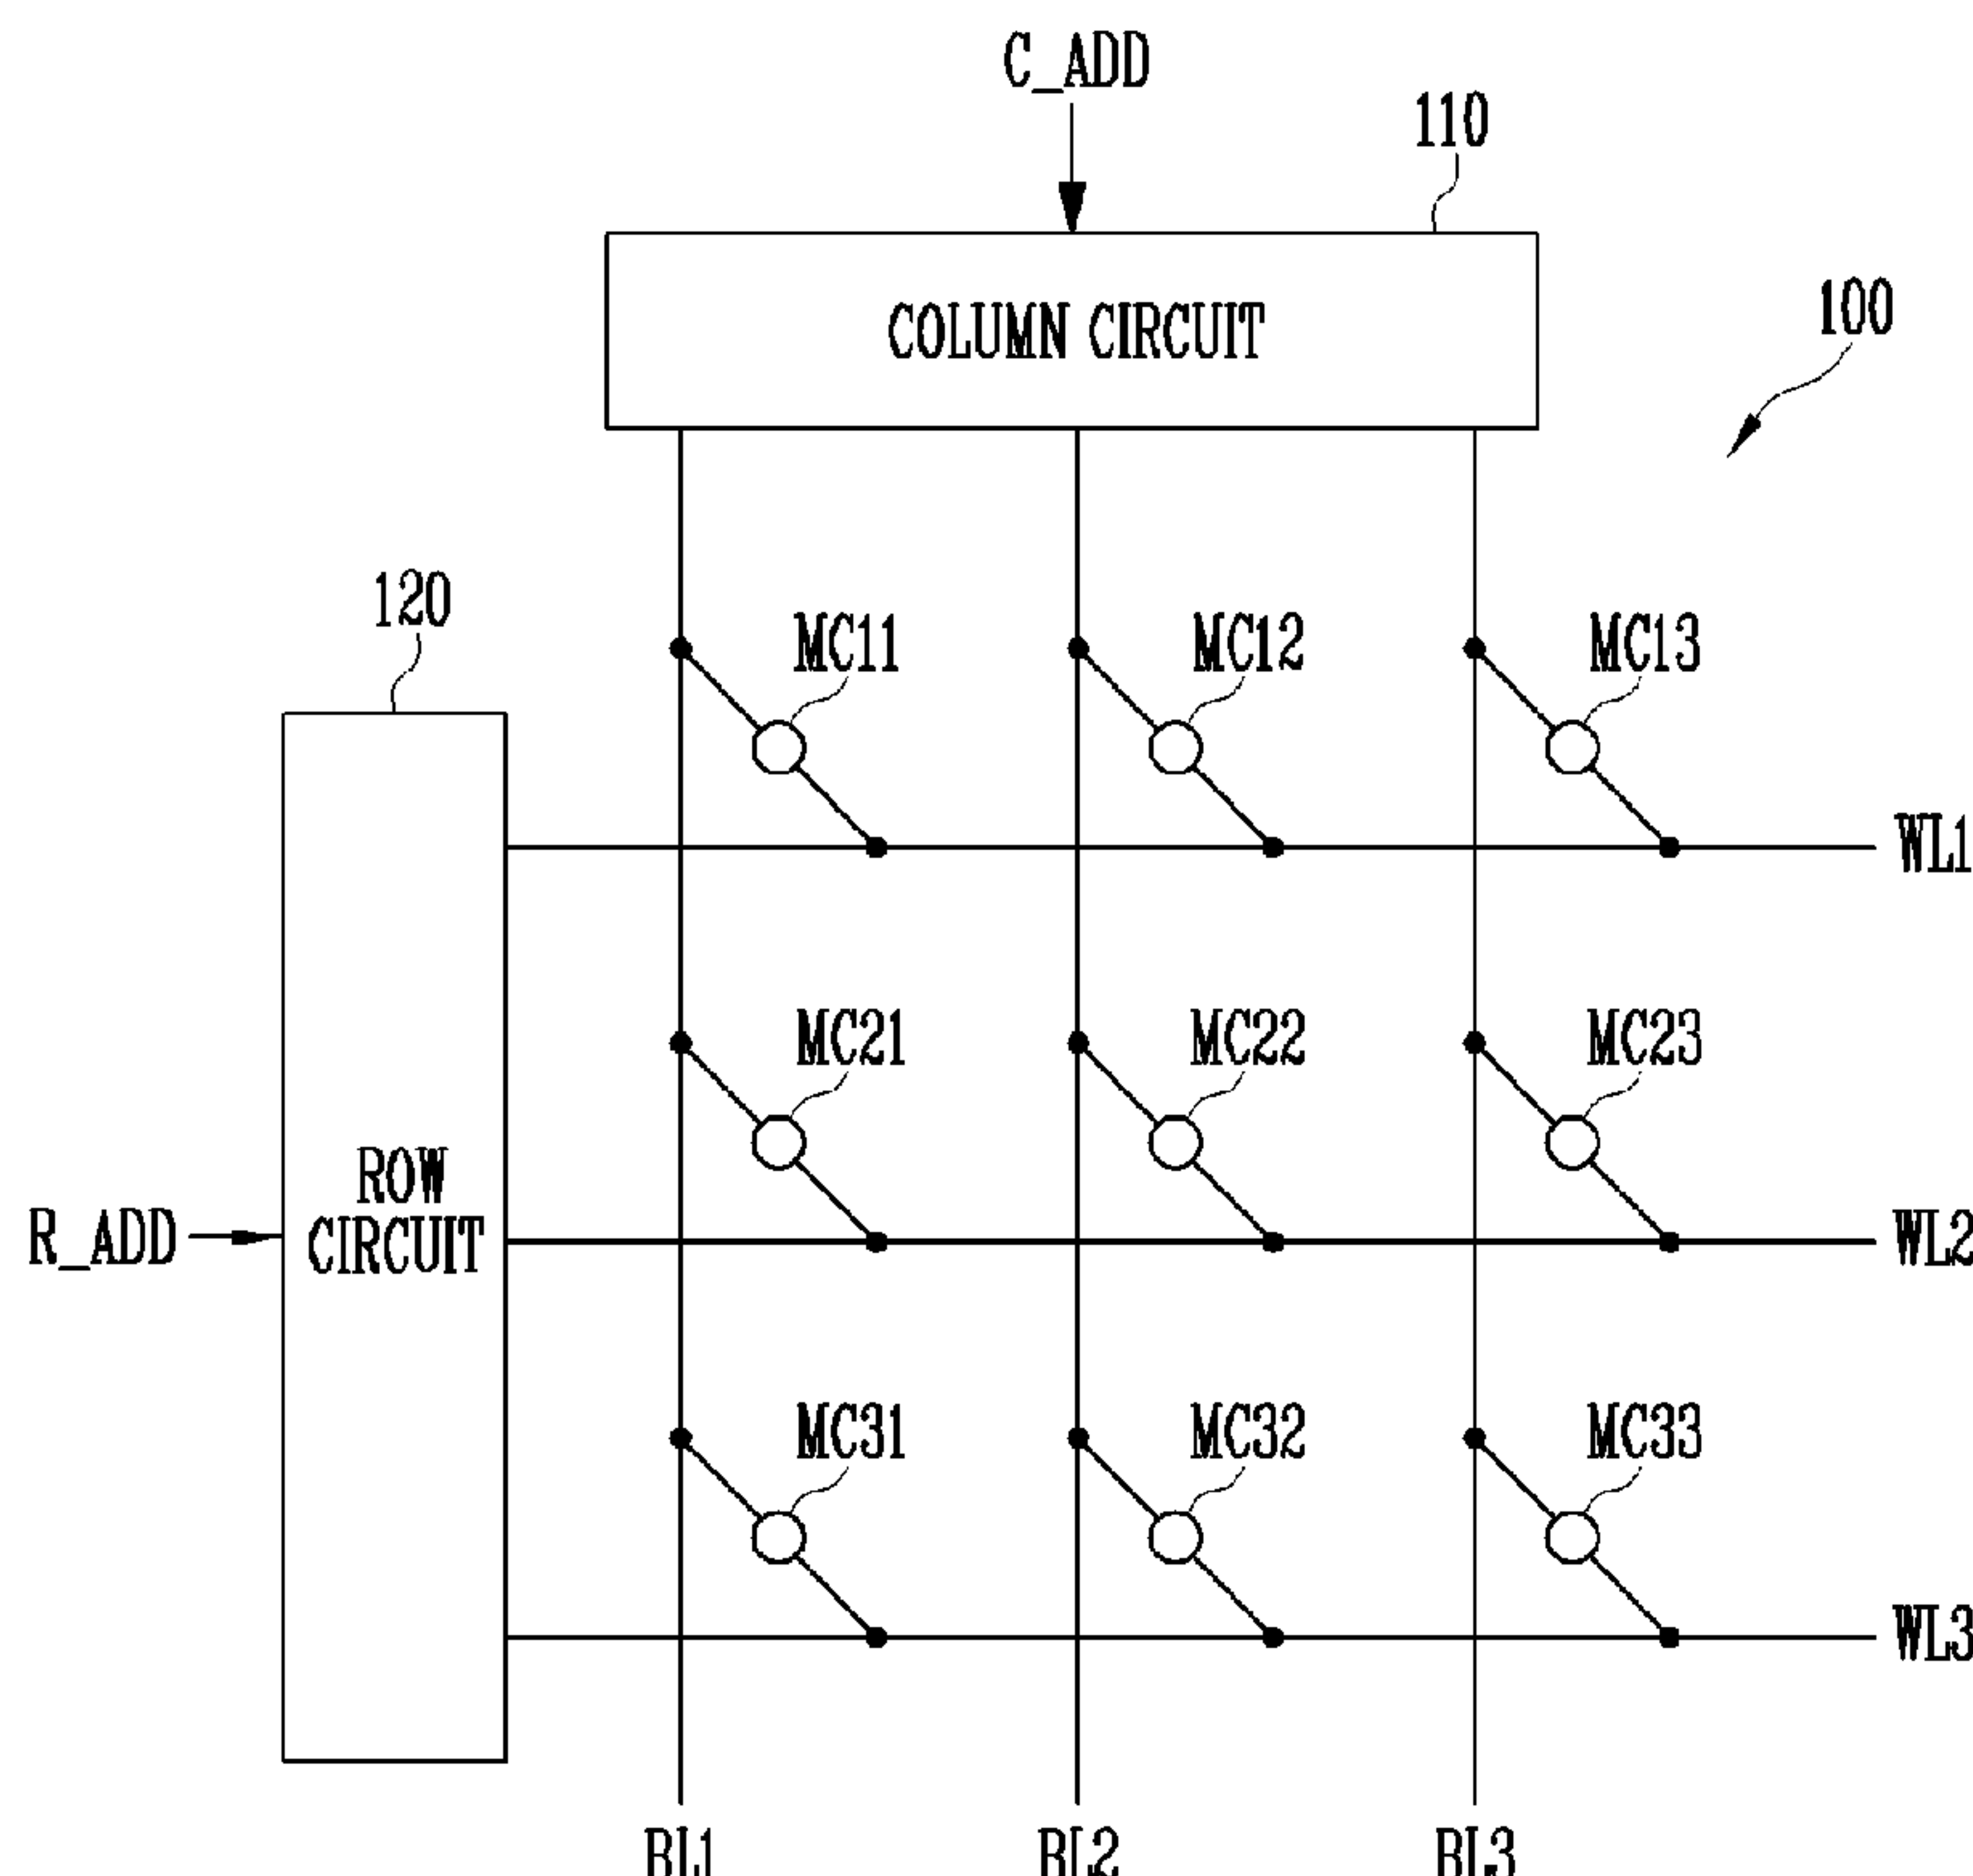 C_ADD
110
COLUMN CIRCUIT
100
120
MC11
MC12
MC13
WL1
MC21
MC22
MC23
ROW
CIRCUIT
R_ADD
WL2
MC31
MC32
MC33
WL3
BL1
BL2
BL3